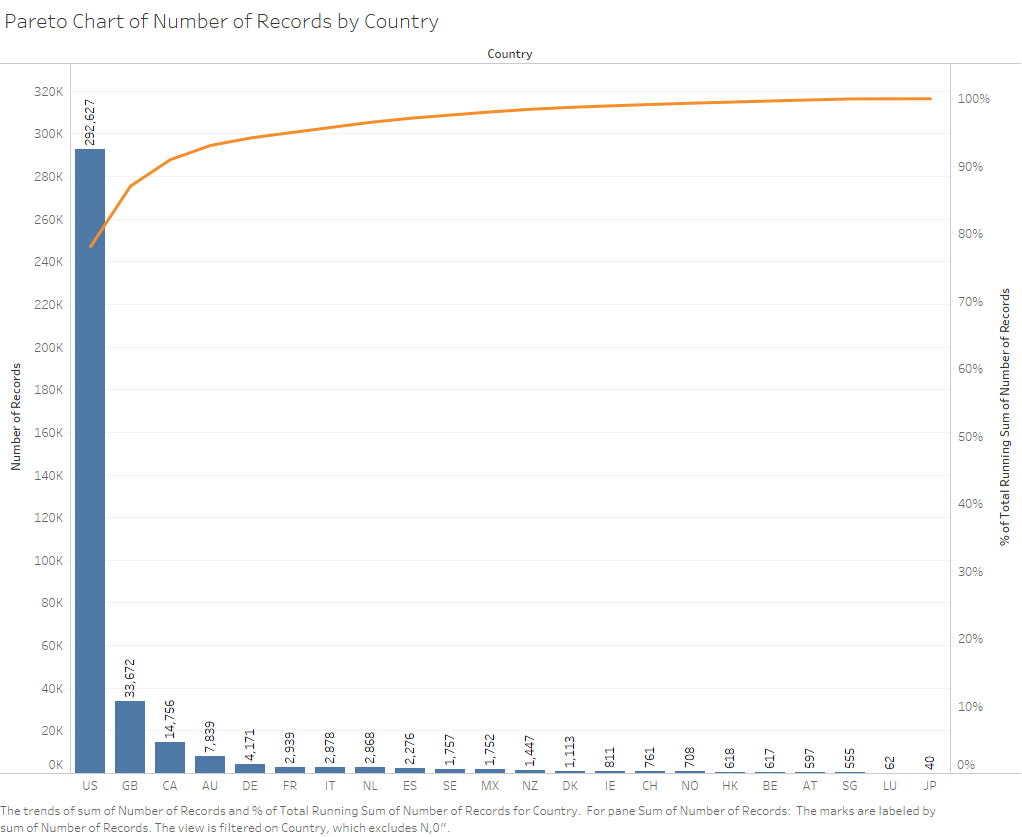 Pareto Chart of Number of Records by Country
Country
320K
300K
280K
260K
240K
220K
200K
180K
160K
140K
120K
100K
80K
60K
40K
20K
0K
Number of Records
292,627
33,672
14,756
7,839
4,171
2,939
2,878
2,868
2,276
1,757
1,752
1,447
1,113
811
761
708
618
617
597
555
62
40
100%
90%
80%
70%
60%
50%
40%
30%
20%
10%
0%
% of Total Running Sum of Number of Records
US GB CA AU DE FR IT NL ES SE MX NZ DK IE CH NO HK BE AT SG LU JP
The trends of sum of Number of Records and % of Total Running Sum of Number of Records for Country.  For pane Sum of Number of Records:  The marks are labeled by
sum of Number of Records. The view is filtered on Country, which excludes N,0".